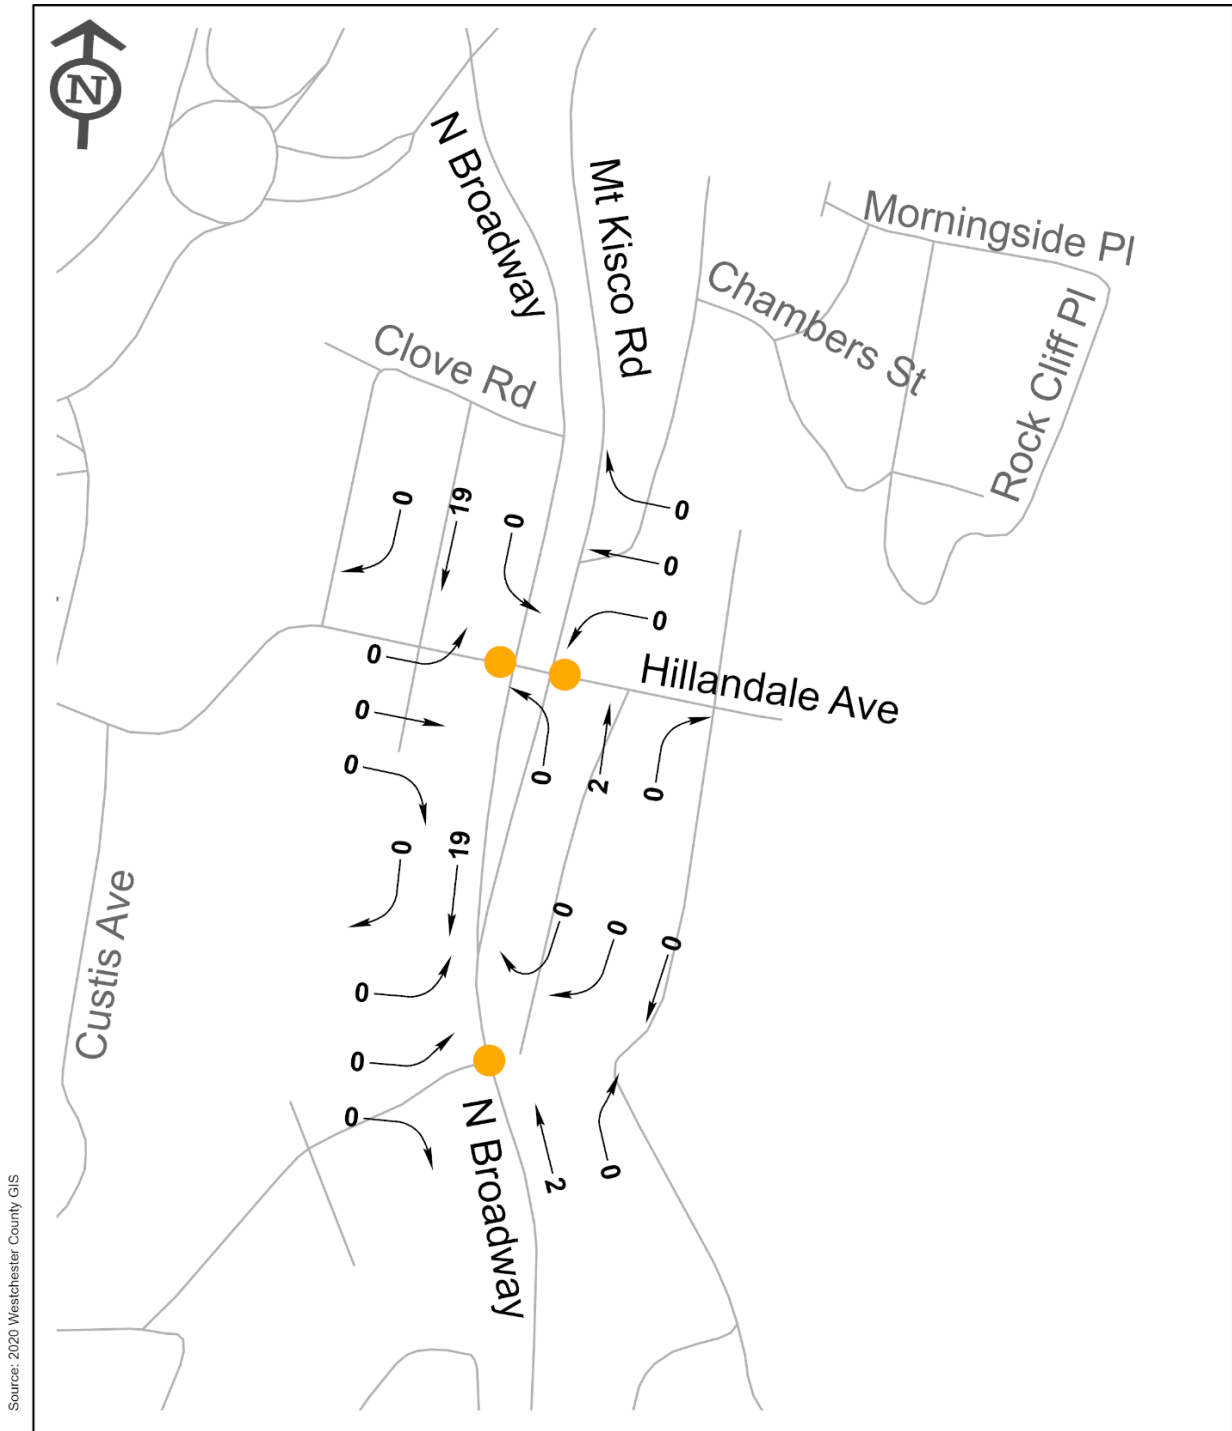 N
N Broadway
Mt Kisco Rd
Morningside Pl
Chambers St
Rock Cliff Pl
Clove Rd
0
19
0
0
0
0
0
Hillandale Ave
0
0
0
2
0
0
19
0
0
0
Custis Ave
0
0
0
N Broadway
2
0
Source: 2020 Westchester County GIS